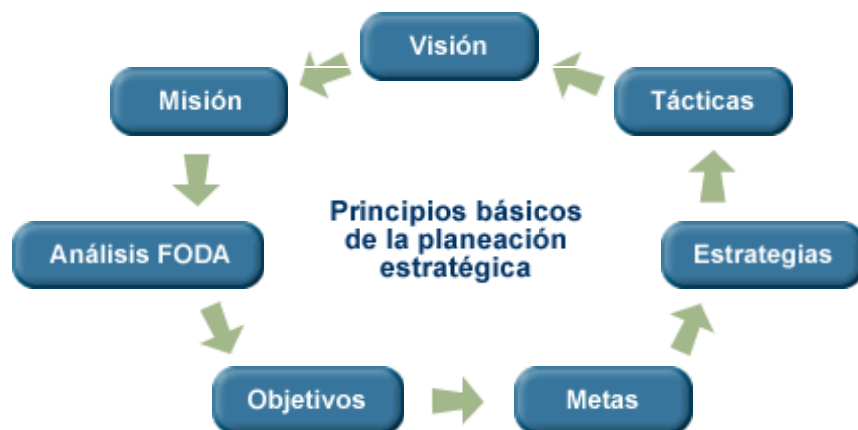 Visión
Misión
Tácticas
Principios básicos
de la planeación
estratégica
Análisis FODA
Estrategias
Objetivos
Metas